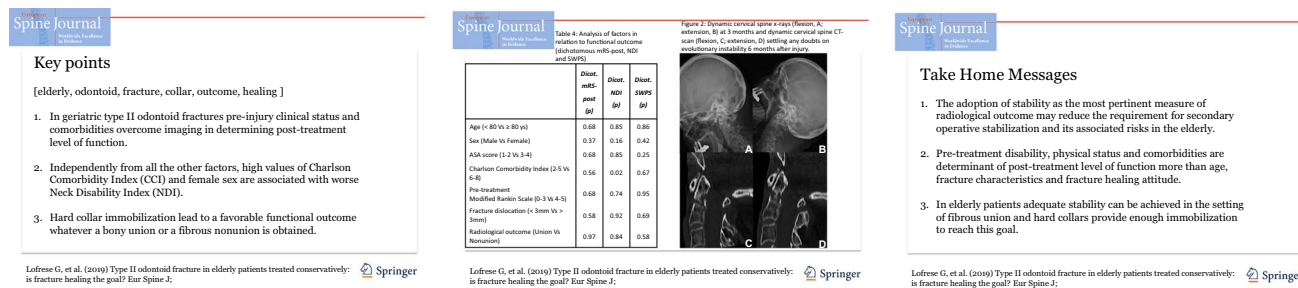 European
Spine Journal
Worldwide Excellence
in Evidence
Key points
[elderly, odontoid, fracture, collar, outcome, healing ]
1. In geriatric type II odontoid fractures pre-injury clinical status and
comorbidities overcome imaging in determining post-treatment
level of function.
2. Independently from all the other factors, high values of Charlson
Comorbidity Index (CCI) and female sex are associated with worse
Neck Disability Index (NDI).
3. Hard collar immobilization lead to a favorable functional outcome
whatever a bony union or a fibrous nonunion is obtained.
Lofrese G, et al. (2019) Type II odontoid fracture in elderly patients treated conservatively:
is fracture healing the goal? Eur Spine J;
Springer
European
Spine Journal
Worldwide Excellence
in Evidence
Table 4: Analysis of factors in
relation to functional outcome
(dichotomous mRS-post, NDI
and SWPS)
Dicot. mRS-post (p) Dicot. NDI (p) Dicot. SWPS (p)
Age (< 80 Vs ≥ 80 ys) 0.68 0.85 0.86
Sex (Male Vs Female) 0.37 0.16 0.42
ASA score (1-2 Vs 3-4) 0.68 0.85 0.25
Charlson Comorbidity Index (2-5 Vs
6-8) 0.56 0.02 0.67
Pre-treatment
Modified Rankin Scale (0-3 Vs 4-5) 0.68 0.74 0.95
Fracture dislocation (< 3mm Vs >
3mm) 0.58 0.92 0.69
Radiological outcome (Union Vs
Nonunion) 0.97 0.84 0.58
Figure 2: Dynamic cervical spine x-rays (flexion, A;
extension, B) at 3 months and dynamic cervical spine CT-
scan (flexion, C; extension, D) settling any doubts on
evolutionary instability 6 months after injury.
A B
C D
Lofrese G, et al. (2019) Type II odontoid fracture in elderly patients treated conservatively:
is fracture healing the goal? Eur Spine J;
Springer
European
Spine Journal
Worldwide Excellence
in Evidence
Take Home Messages
1. The adoption of stability as the most pertinent measure of
radiological outcome may reduce the requirement for secondary
operative stabilization and its associated risks in the elderly.
2. Pre-treatment disability, physical status and comorbidities are
determinant of post-treatment level of function more than age,
fracture characteristics and fracture healing attitude.
3. In elderly patients adequate stability can be achieved in the setting
of fibrous union and hard collars provide enough immobilization
to reach this goal.
Lofrese G, et al. (2019) Type II odontoid fracture in elderly patients treated conservatively:
is fracture healing the goal? Eur Spine J;